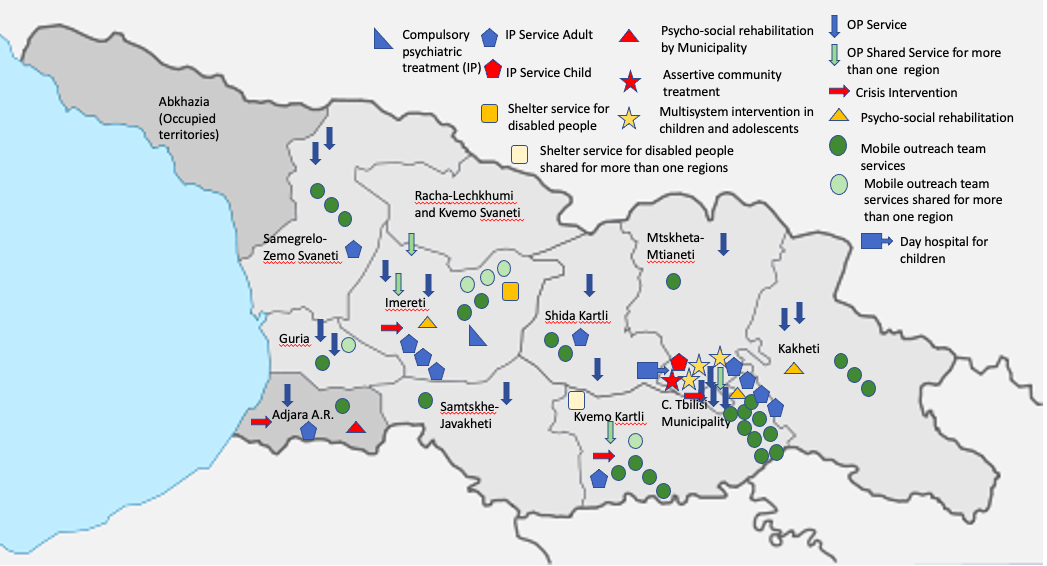 Compulsory
psychiatric
treatment (IP)
IP Service Adult
IP Service Child
Shelter service for
disabled people
Shelter service for disabled people
shared for more than one regions
Psycho-social rehabilitation
by Municipality
Assertive community
treatment
Multisystem intervention in
children and adolescents
OP Service
OP Shared Service for more
than one region
Crisis Intervention
Psycho-social rehabilitation
Mobile outreach team
services
Mobile outreach team
services shared for more
than one region
Day hospital for
children
Abkhazia
(Occupied
territories)
Racha-Lechkhumi
and Kvemo Svaneti
Samegrelo-
Zemo Svaneti
Mtskheta-
Mtianeti
Imereti
Shida Kartli
Guria
Kakheti
Adjara A.R.
Samtskhe-
Javakheti
Kvemo Kartli
C. Tbilisi
Municipality